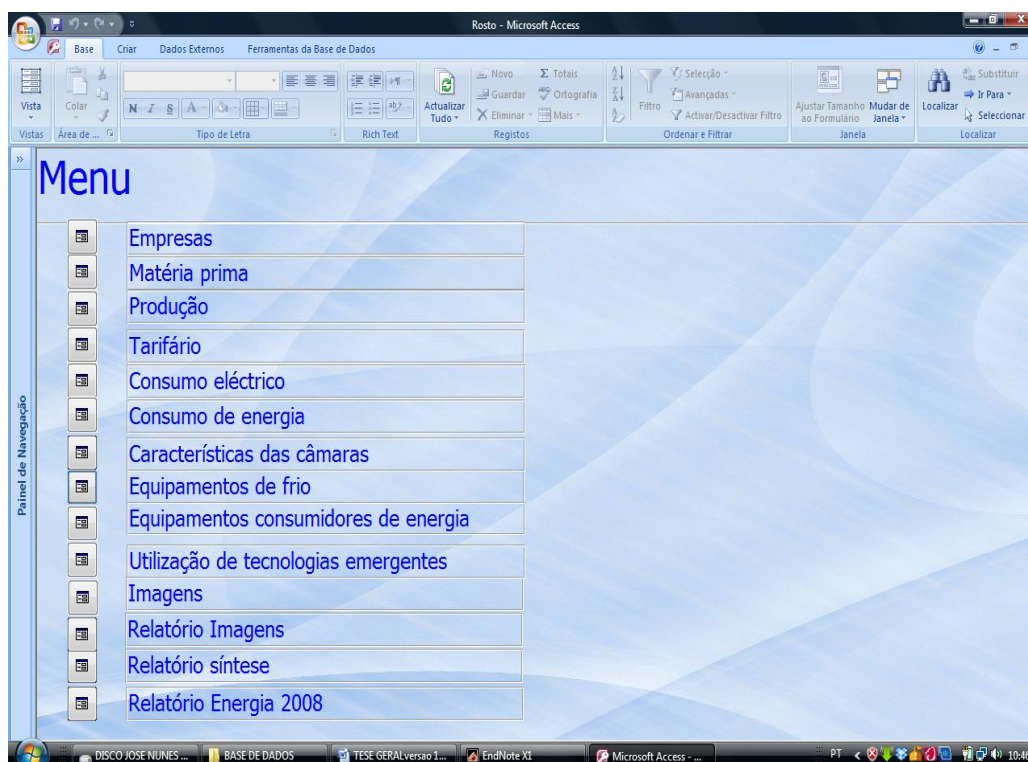 Rosto - Microsoft Access
Base Criar Dados Externos Ferramentas da Base de Dados
Vista
Vistas
Colar
Área de ...
N I S A
Tipo de Letra
ab
Rich Text
Actualizar Tudo
Novo
Guardar
Eliminar
Σ Totais
Ortografia
Mais
Registos
Filtro
Selecção
Avançadas
Activar/Desactivar Filtro
Ordenar e Filtrar
Ajustar Tamanho ao Formulário
Mudar de Janela
Janela
Localizar
Substituir
Ir Para
Seleccionar
Localizar
Painel de Navegação
Menu
Empresas
Matéria prima
Produção
Tarifário
Consumo eléctrico
Consumo de energia
Características das câmaras
Equipamentos de frio
Equipamentos consumidores de energia
Utilização de tecnologias emergentes
Imagens
Relatório Imagens
Relatório síntese
Relatório Energia 2008
DISCO JOSE NUNES ... BASE DE DADOS TESE GERALversao 1... EndNote X1 Microsoft Access - ... PT 10:46